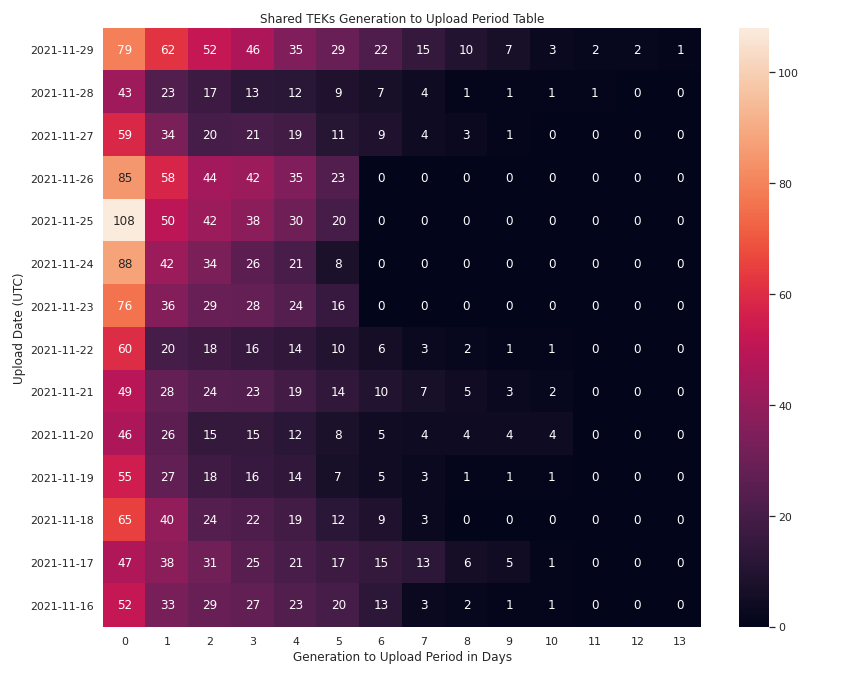 Shared TEKs Generation to Upload Period Table
Upload Date (UTC)
2021-11-29 79 62 52 46 35 29 22 15 10 7 3 2 2 1
2021-11-28 43 23 17 13 12 9 7 4 1 1 1 1 0 0
2021-11-27 59 34 20 21 19 11 9 4 3 1 0 0 0 0
2021-11-26 85 58 44 42 35 23 0 0 0 0 0 0 0 0
2021-11-25 108 50 42 38 30 20 0 0 0 0 0 0 0 0
2021-11-24 88 42 34 26 21 8 0 0 0 0 0 0 0 0
2021-11-23 76 36 29 28 24 16 0 0 0 0 0 0 0 0
2021-11-22 60 20 18 16 14 10 6 3 2 1 1 0 0 0
2021-11-21 49 28 24 23 19 14 10 7 5 3 2 0 0 0
2021-11-20 46 26 15 15 12 8 5 4 4 4 4 0 0 0
2021-11-19 55 27 18 16 14 7 5 3 1 1 1 0 0 0
2021-11-18 65 40 24 22 19 12 9 3 0 0 0 0 0 0
2021-11-17 47 38 31 25 21 17 15 13 6 5 1 0 0 0
2021-11-16 52 33 29 27 23 20 13 3 2 1 1 0 0 0
0 1 2 3 4 5 6 7 8 9 10 11 12 13
Generation to Upload Period in Days
100
80
60
40
20
0